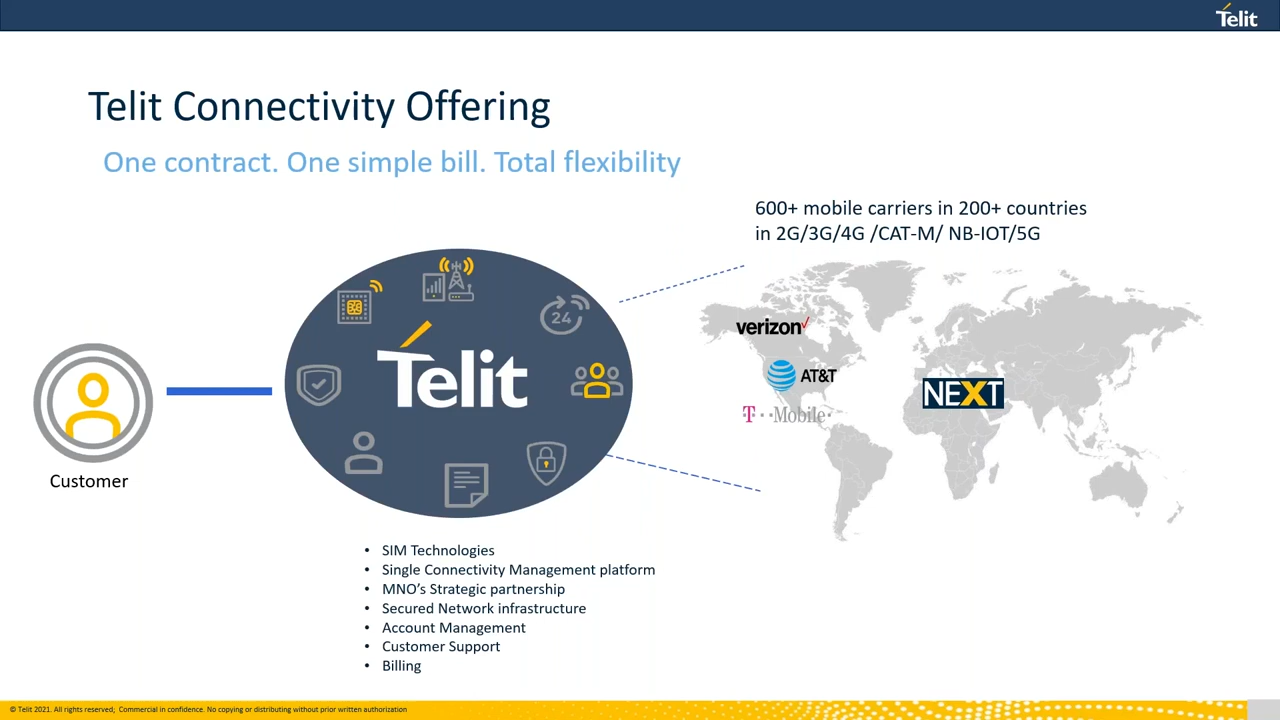 Telit
Telit Connectivity Offering
One contract. One simple bill. Total flexibility
600+ mobile carriers in 200+ countries
in 2G/3G/4G /CAT-M/ NB-IOT/5G
24
Telit
Customer
verizon
AT&T
T··Mobile·
NEXT
• SIM Technologies
• Single Connectivity Management platform
• MNO's Strategic partnership
• Secured Network infrastructure
• Account Management
• Customer Support
• Billing
© Telit 2021. All rights reserved; Commercial in confidence. No copying or distributing without prior written authorization